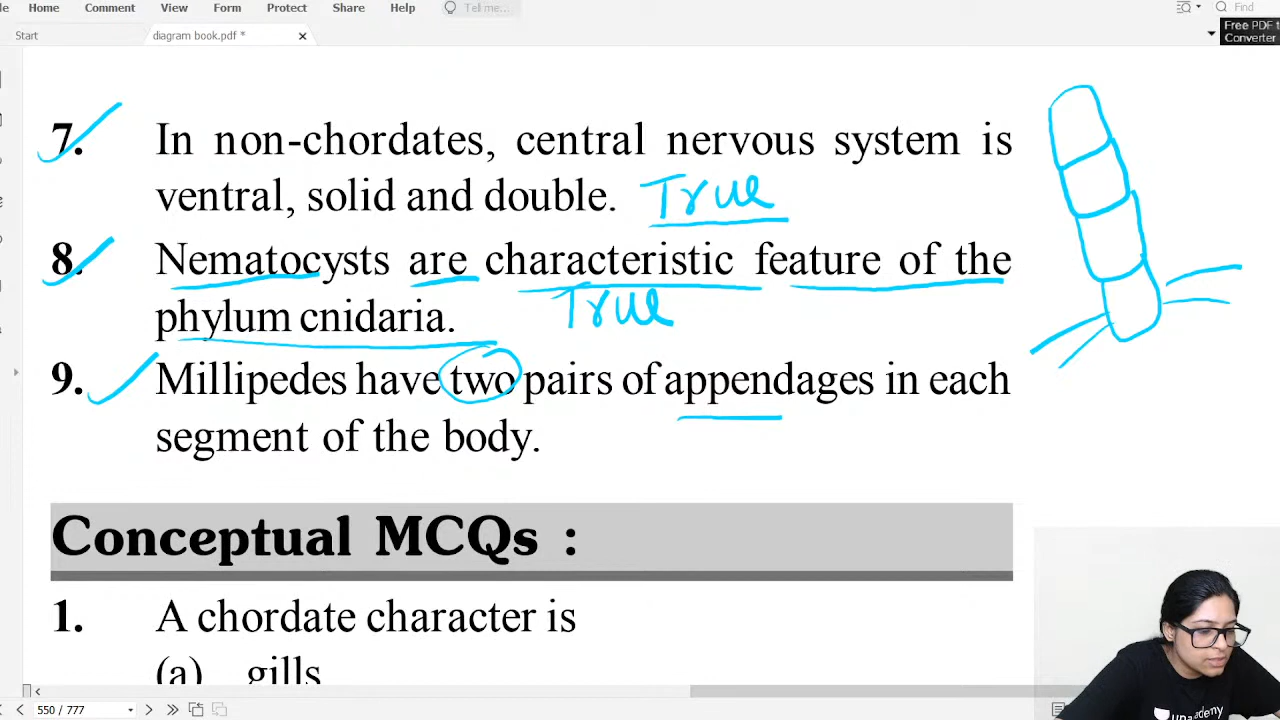 Home Comment View Form Protect Share Help Tell me... Find
Start diagram book.pdf *
Free PDF t
Converter
7. In non-chordates, central nervous system is
ventral, solid and double. True
8. Nematocysts are characteristic feature of the
phylum cnidaria. True
9. Millipedes have two pairs of appendages in each
segment of the body.
Conceptual MCQs :
1. A chordate character is
(a) gills
550 / 777